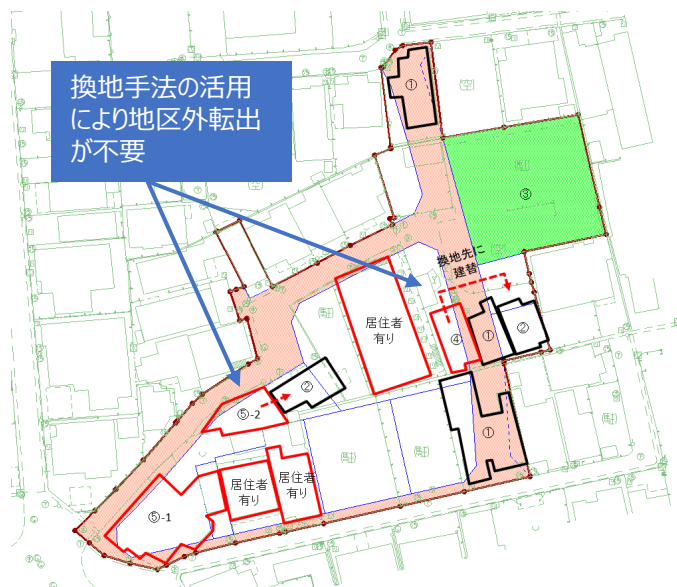 換地手法の活用
により地区外転出
が不要
①
③
換地先に
建替
居住者
有り
④
①
②
②
⑤-2
①
居住者
有り
居住者
有り
⑤-1